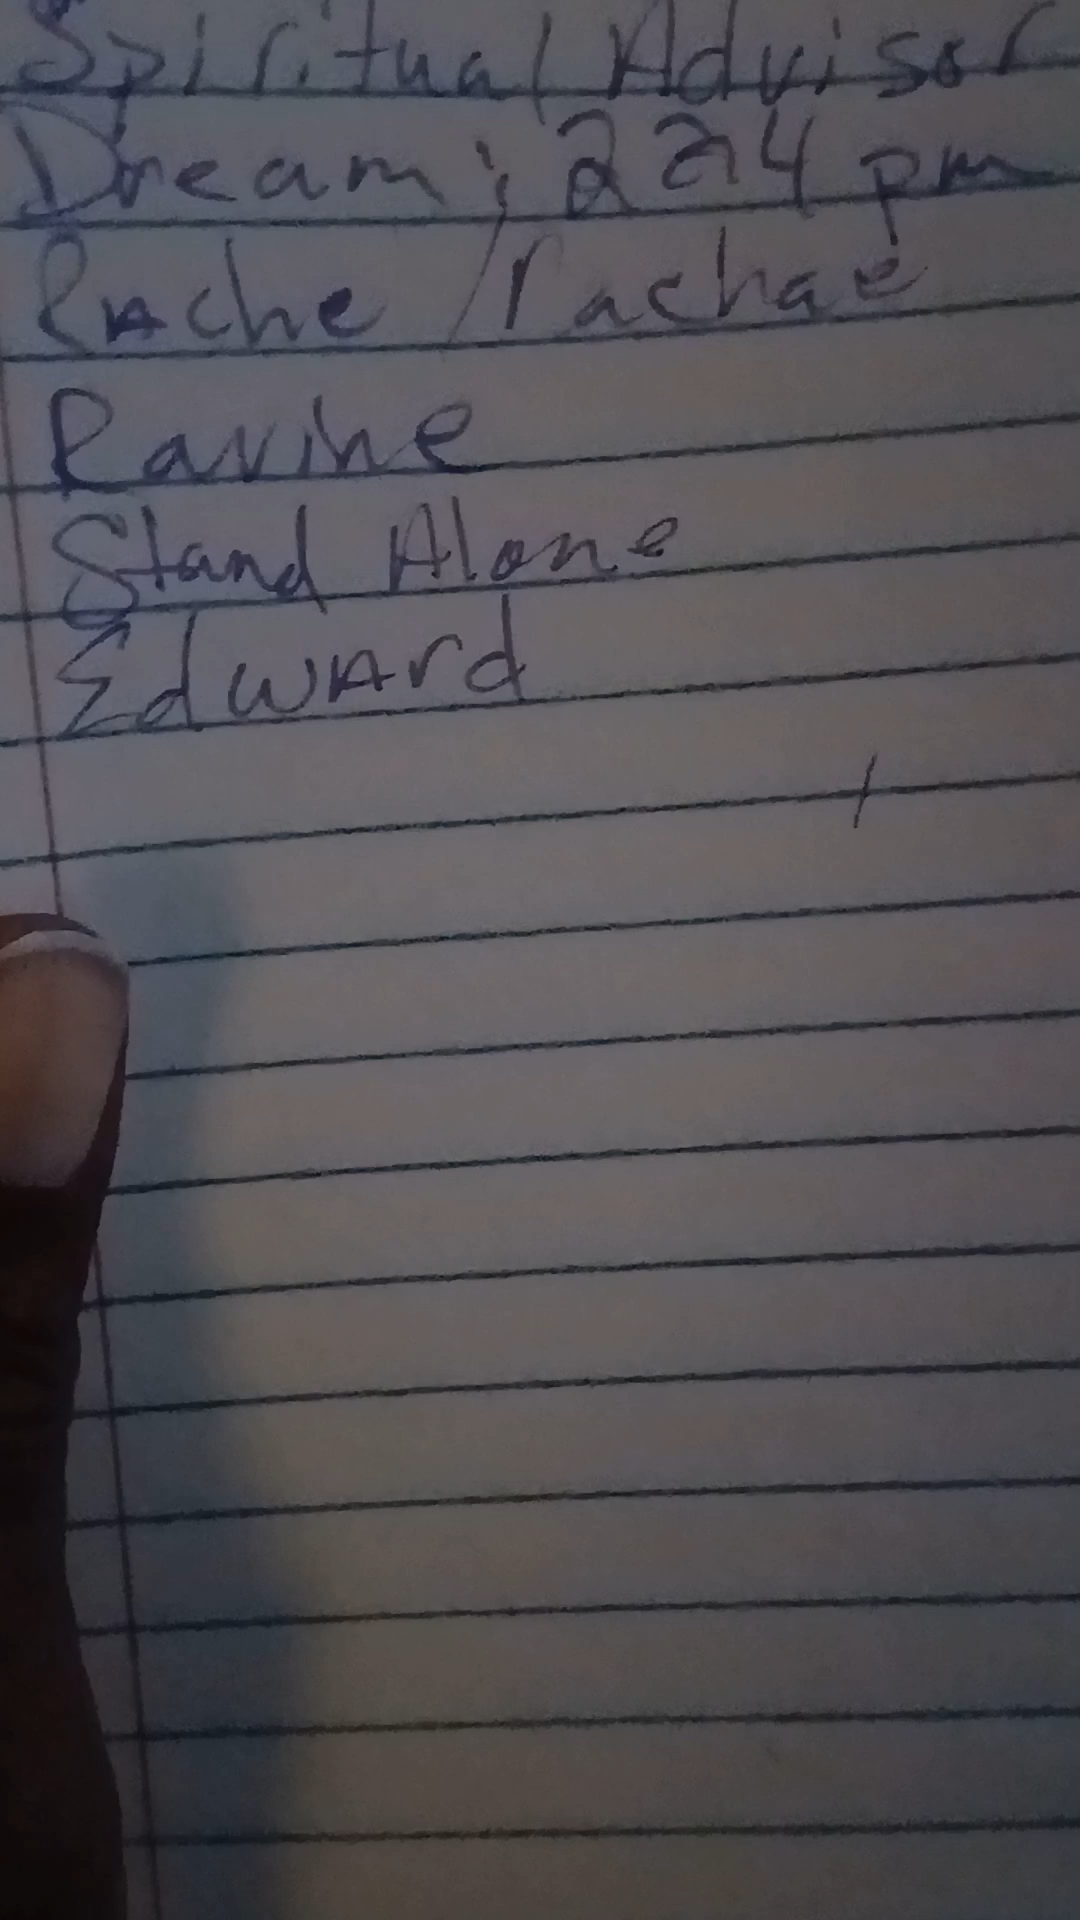 Spiritual Advisor
Dream; 224 pm
Rache / rachae
Ravine
Stand Alone
Edward